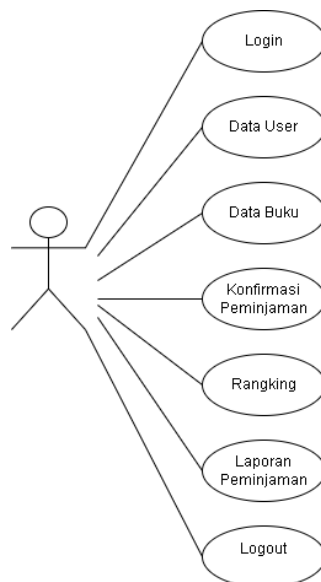 Login
Data User
Data Buku
Konfirmasi
Peminjaman
Rangking
Laporan
Peminjaman
Logout